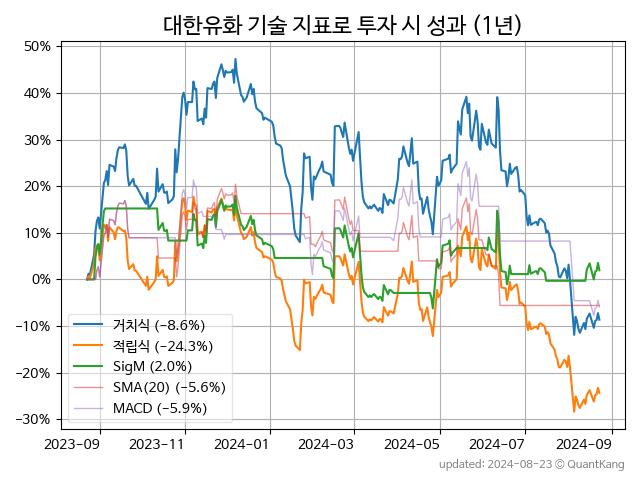 대한유화 기술 지표로 투자 시 성과 (1년)
50%
40%
30%
20%
10%
0%
−10%
−20%
−30%
거치식 (−8.6%)
적립식 (−24.3%)
SigM (2.0%)
SMA(20) (−5.6%)
MACD (−5.9%)
2023-09 2023-11 2024-01 2024-03 2024-05 2024-07 2024-09
updated: 2024-08-23 © QuantKang